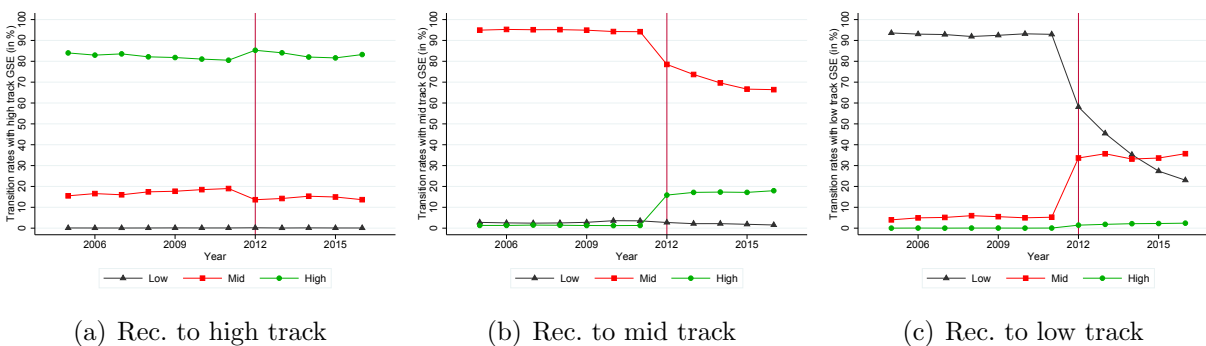 Transition rates with high track GSE (in %)
0 10 20 30 40 50 60 70 80 90 100
2006 2009 2012 2015
Year
Low Mid High
(a) Rec. to high track
Transition rates with mid track GSE (in %)
0 10 20 30 40 50 60 70 80 90 100
2006 2009 2012 2015
Year
Low Mid High
(b) Rec. to mid track
Transition rates with low track GSE (in %)
0 10 20 30 40 50 60 70 80 90 100
2006 2009 2012 2015
Year
Low Mid High
(c) Rec. to low track